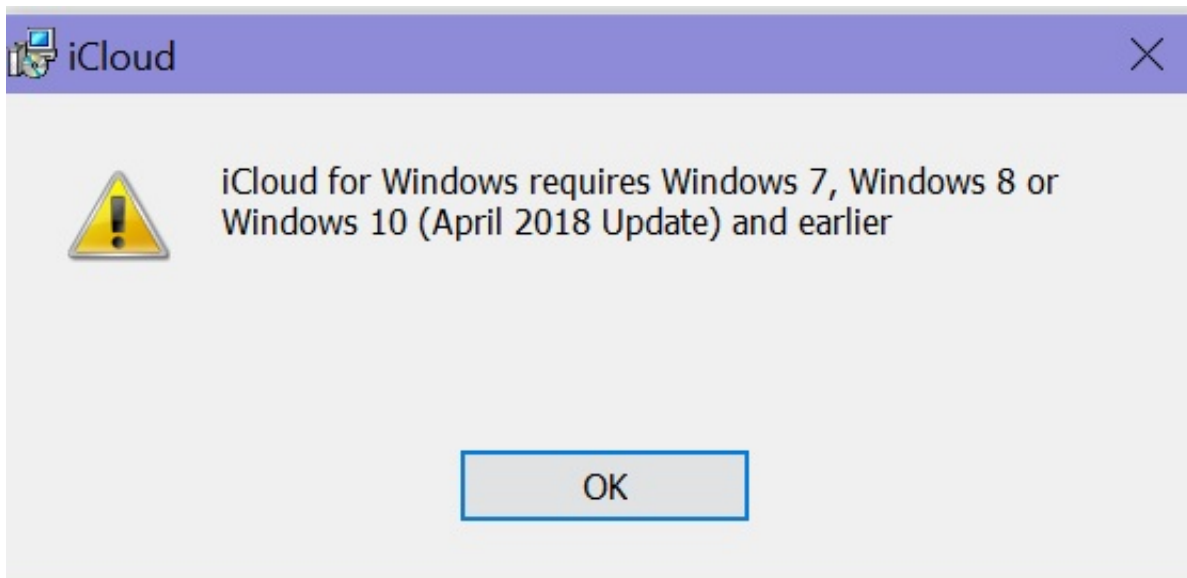 iCloud
iCloud for Windows requires Windows 7, Windows 8 or
Windows 10 (April 2018 Update) and earlier
OK